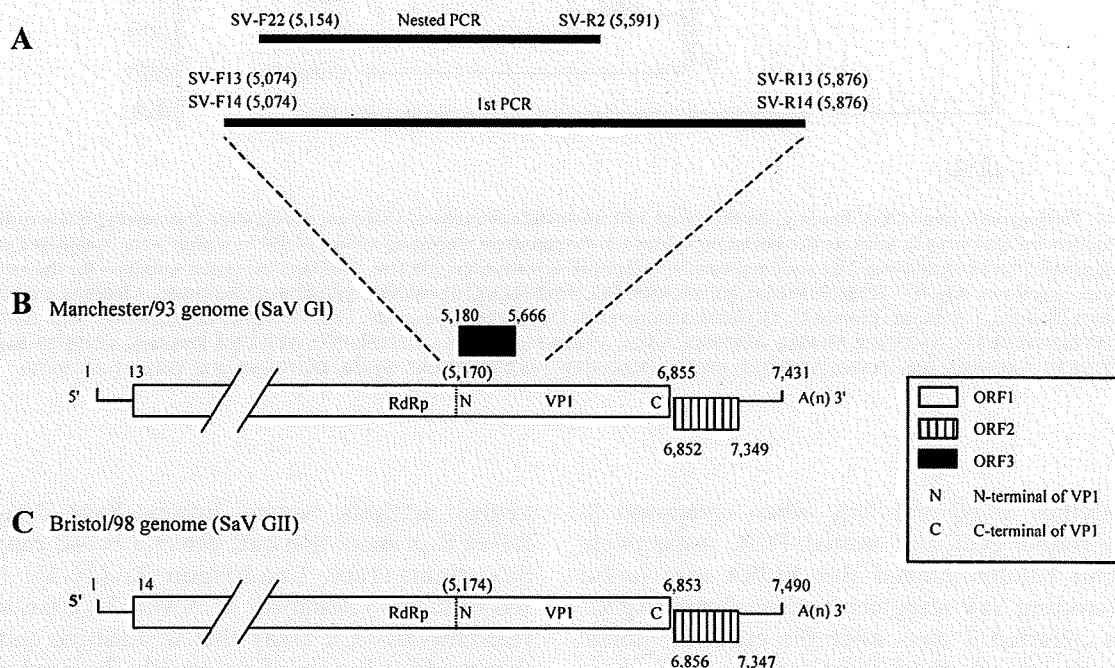 A
SV-F22 (5,154) Nested PCR SV-R2 (5,591)
SV-F13 (5,074) SV-R13 (5,876)
SV-F14 (5,074) 1st PCR SV-R14 (5,876)
B Manchester/93 genome (SaV GI)
5,180 5,666
1 13 (5,170) 6,855 7,431
5' RdRp N VP1 C A(n) 3'
6,852 7,349
C Bristol/98 genome (SaV GII)
1 14 (5,174) 6,853 7,490
5' RdRp N VP1 C A(n) 3'
6,856 7,347
ORF1
ORF2
ORF3
N N-terminal of VP1
C C-terminal of VP1